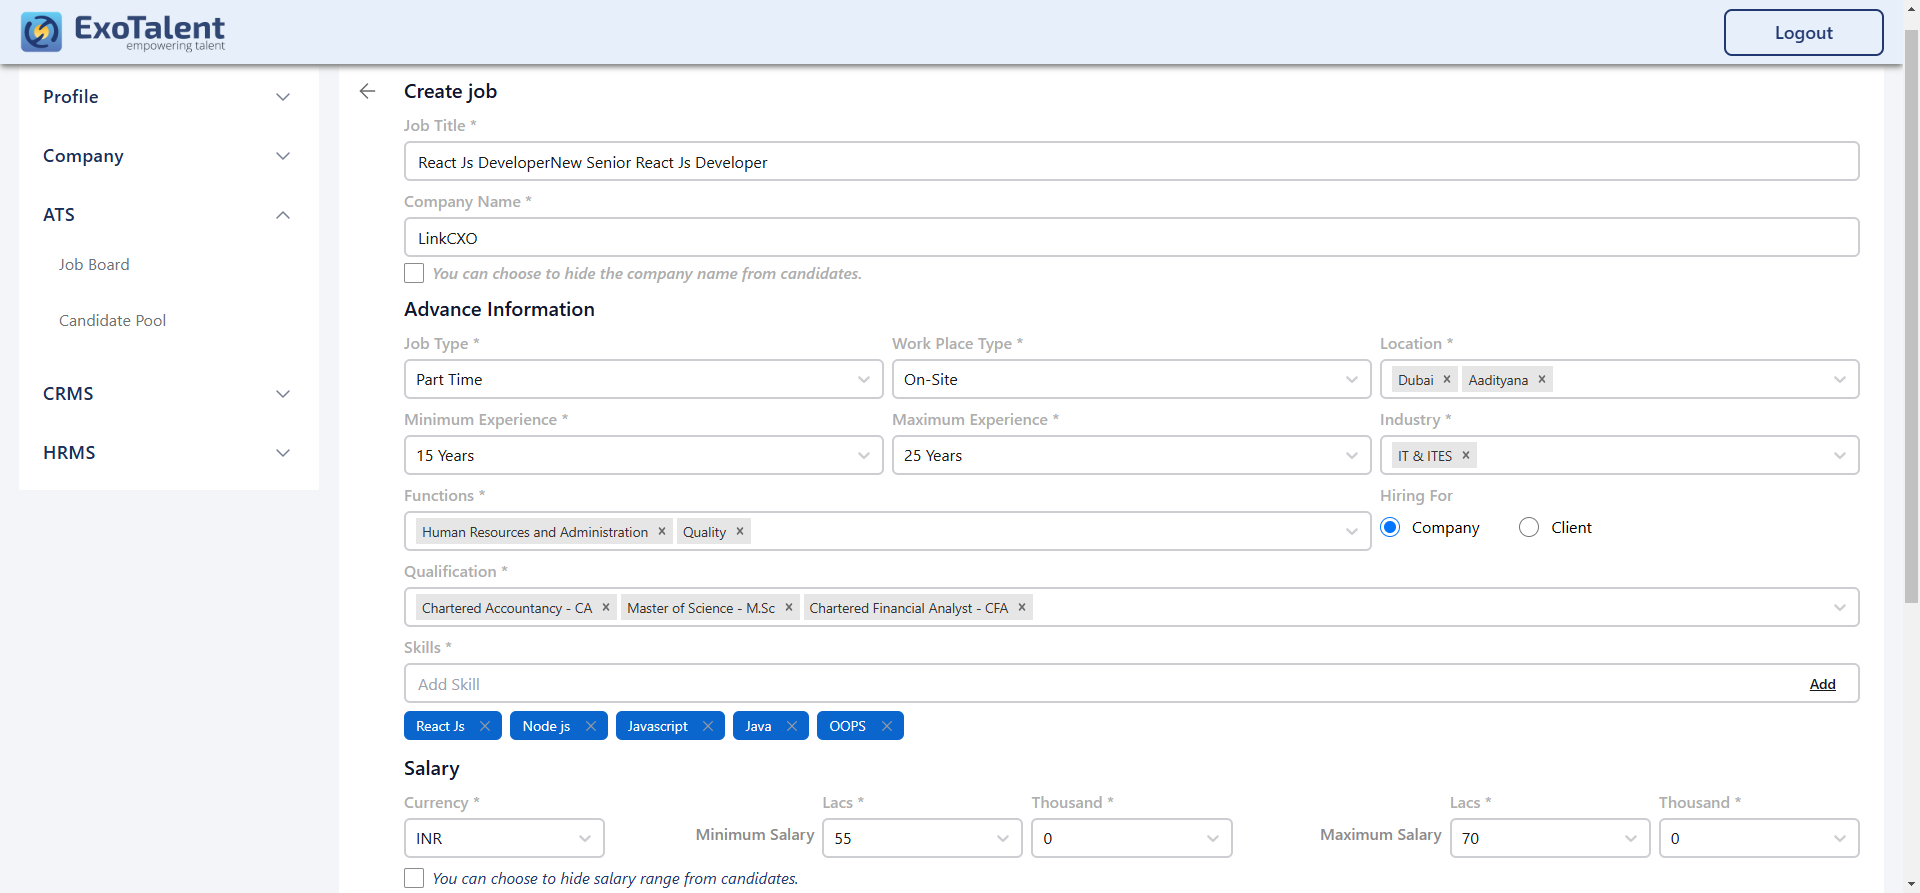 ExoTalent
empowering talent
Logout
Profile
Company
ATS
Job Board
Candidate Pool
CRMS
HRMS
Create job
Job Title *
React Js DeveloperNew Senior React Js Developer
Company Name *
LinkCXO
You can choose to hide the company name from candidates.
Advance Information
Job Type * Work Place Type * Location *
Part Time On-Site Dubai × Aadityana ×
Minimum Experience * Maximum Experience * Industry *
15 Years 25 Years IT & ITES ×
Functions * Hiring For
Human Resources and Administration × Quality × Company Client
Qualification *
Chartered Accountancy - CA × Master of Science - M.Sc × Chartered Financial Analyst - CFA ×
Skills *
Add Skill Add
React Js Node js Javascript Java OOPS
Salary
Currency * Lacs * Thousand * Lacs * Thousand *
INR Minimum Salary 55 0 Maximum Salary 70 0
You can choose to hide salary range from candidates.